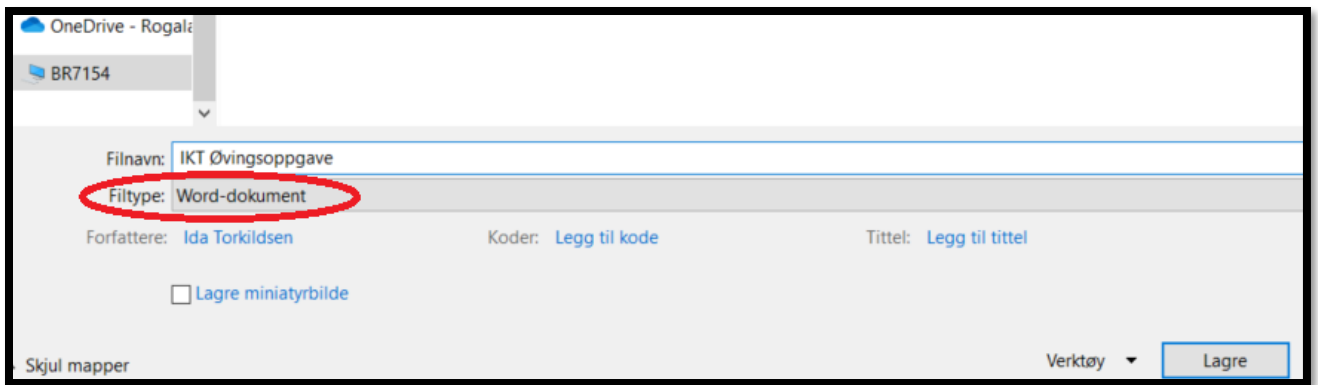 OneDrive - Rogala
BR7154
Filnavn: IKT Øvingsoppgave
Filtype: Word-dokument
Forfattere: Ida Torkildsen Koder: Legg til kode Tittel: Legg til tittel
Lagre miniatyrbilde
Skjul mapper Verktøy Lagre